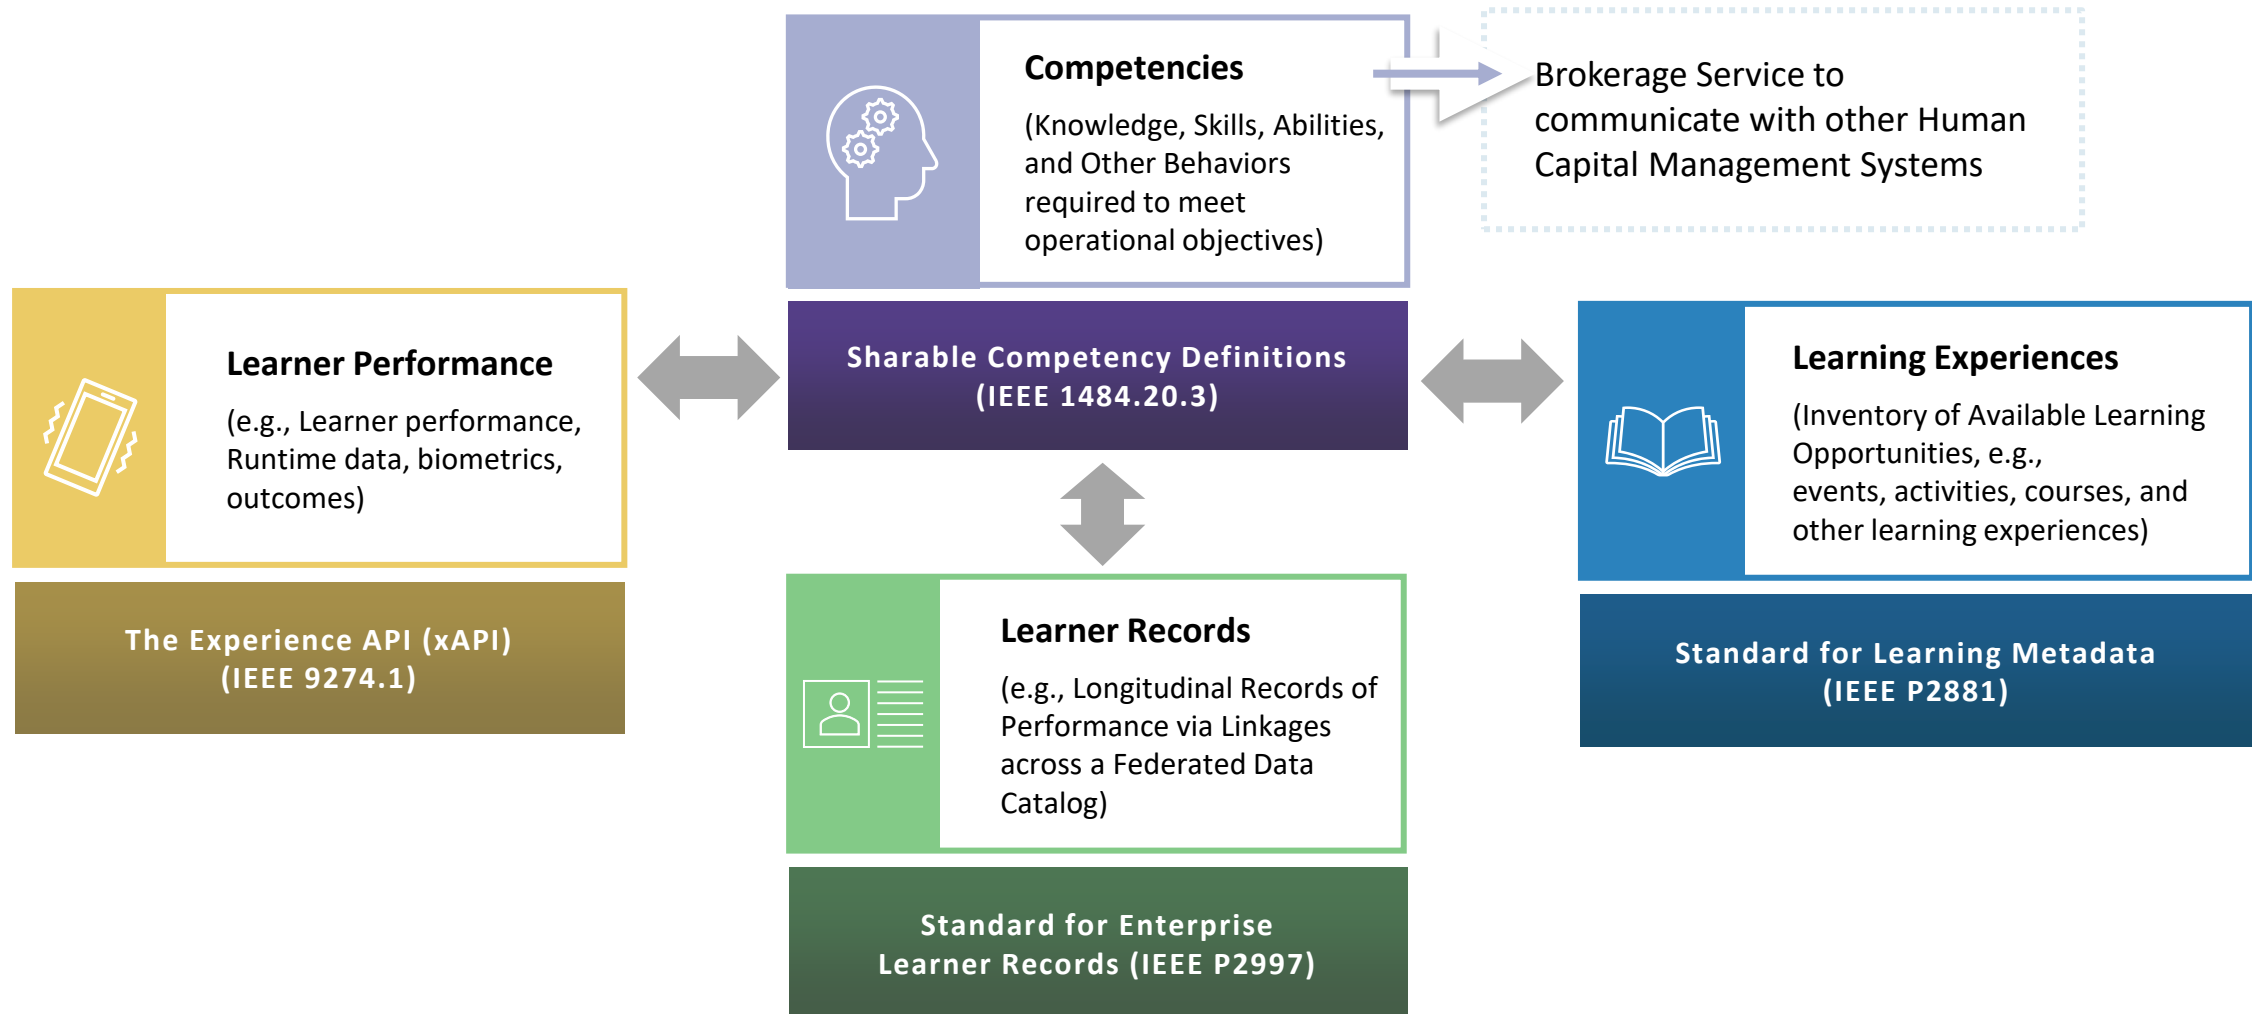 Competencies
(Knowledge, Skills, Abilities,
and Other Behaviors
required to meet
operational objectives)
Brokerage Service to
communicate with other Human
Capital Management Systems
Sharable Competency Definitions
(IEEE 1484.20.3)
Learner Performance
(e.g., Learner performance,
Runtime data, biometrics,
outcomes)
The Experience API (xAPI)
(IEEE 9274.1)
Learning Experiences
(Inventory of Available Learning
Opportunities, e.g.,
events, activities, courses, and
other learning experiences)
Standard for Learning Metadata
(IEEE P2881)
Learner Records
(e.g., Longitudinal Records of
Performance via Linkages
across a Federated Data
Catalog)
Standard for Enterprise
Learner Records (IEEE P2997)